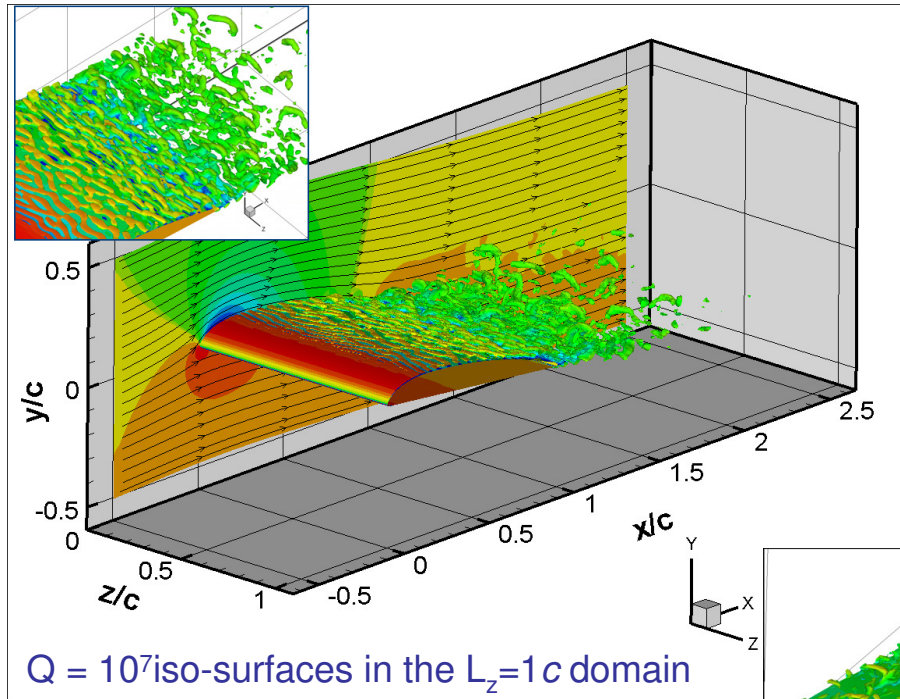 x
z
0.5
0
-0.5
y/c
0
0.5
1
z/c
-0.5
0
0.5
1
1.5
2
2.5
x/c
Y
X
Z
Q = 10⁷iso-surfaces in the L_z=1c domain